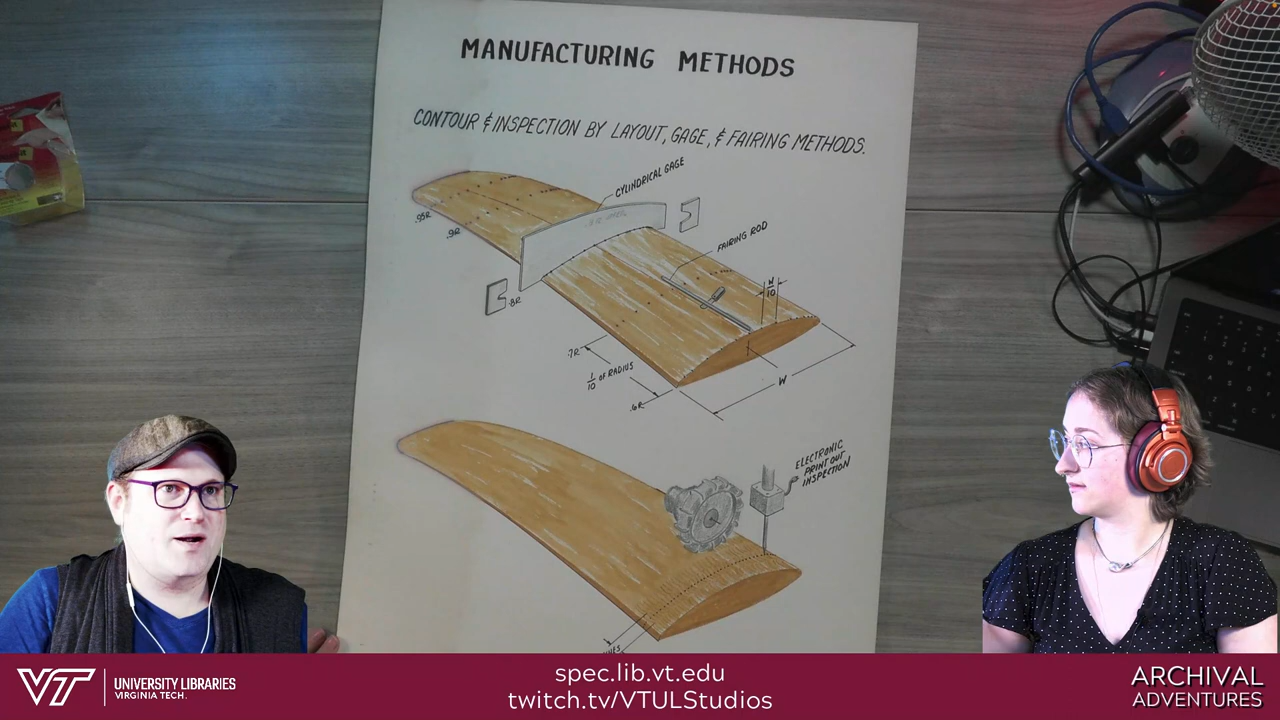 MANUFACTURING METHODS
CONTOUR & INSPECTION BY LAYOUT, GAGE, & FAIRING METHODS.
CYLINDRICAL GAGE
.95R
.9R
FAIRING ROD
.8R
W
10
.7R
1/10 OF RADIUS
.6R
W
ELECTRONIC
PRINT OUT
INSPECTION
VT
UNIVERSITY LIBRARIES
VIRGINIA TECH.
spec.lib.vt.edu
twitch.tv/VTULStudios
ARCHIVAL
ADVENTURES